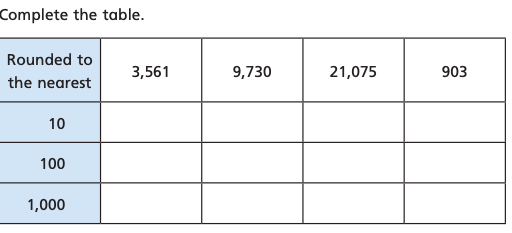 Complete the table.
Rounded to the nearest 3,561 9,730 21,075 903
10
100
1,000